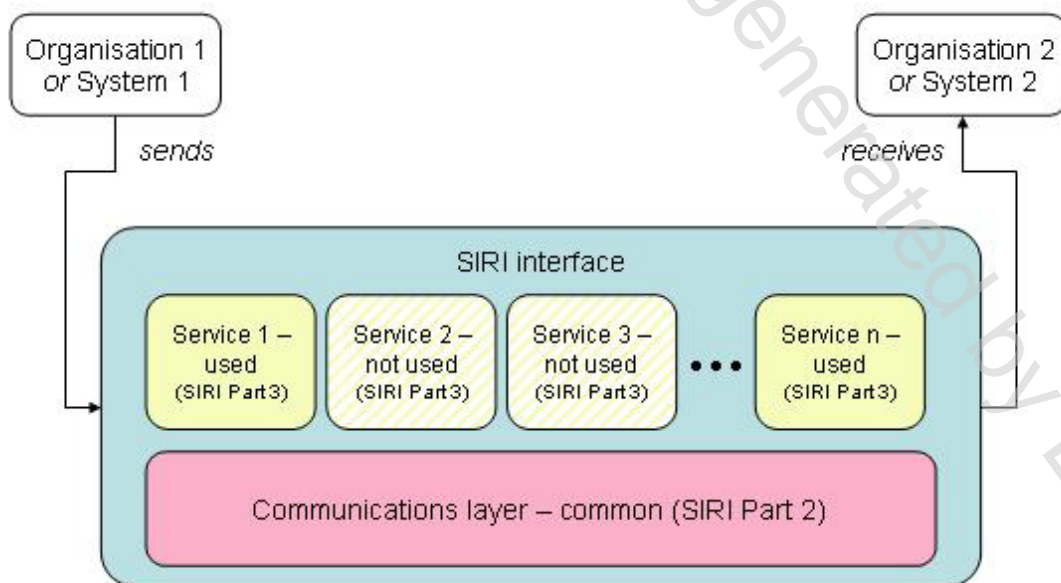 Organisation 1
or System 1
Organisation 2
or System 2
sends
receives
SIRI interface
Service 1 –
used
(SIRI Part3)
Service 2 –
not used
(SIRI Part3)
Service 3 –
not used
(SIRI Part3)
•••
Service n –
used
(SIRI Part3)
Communications layer – common (SIRI Part 2)
generated by